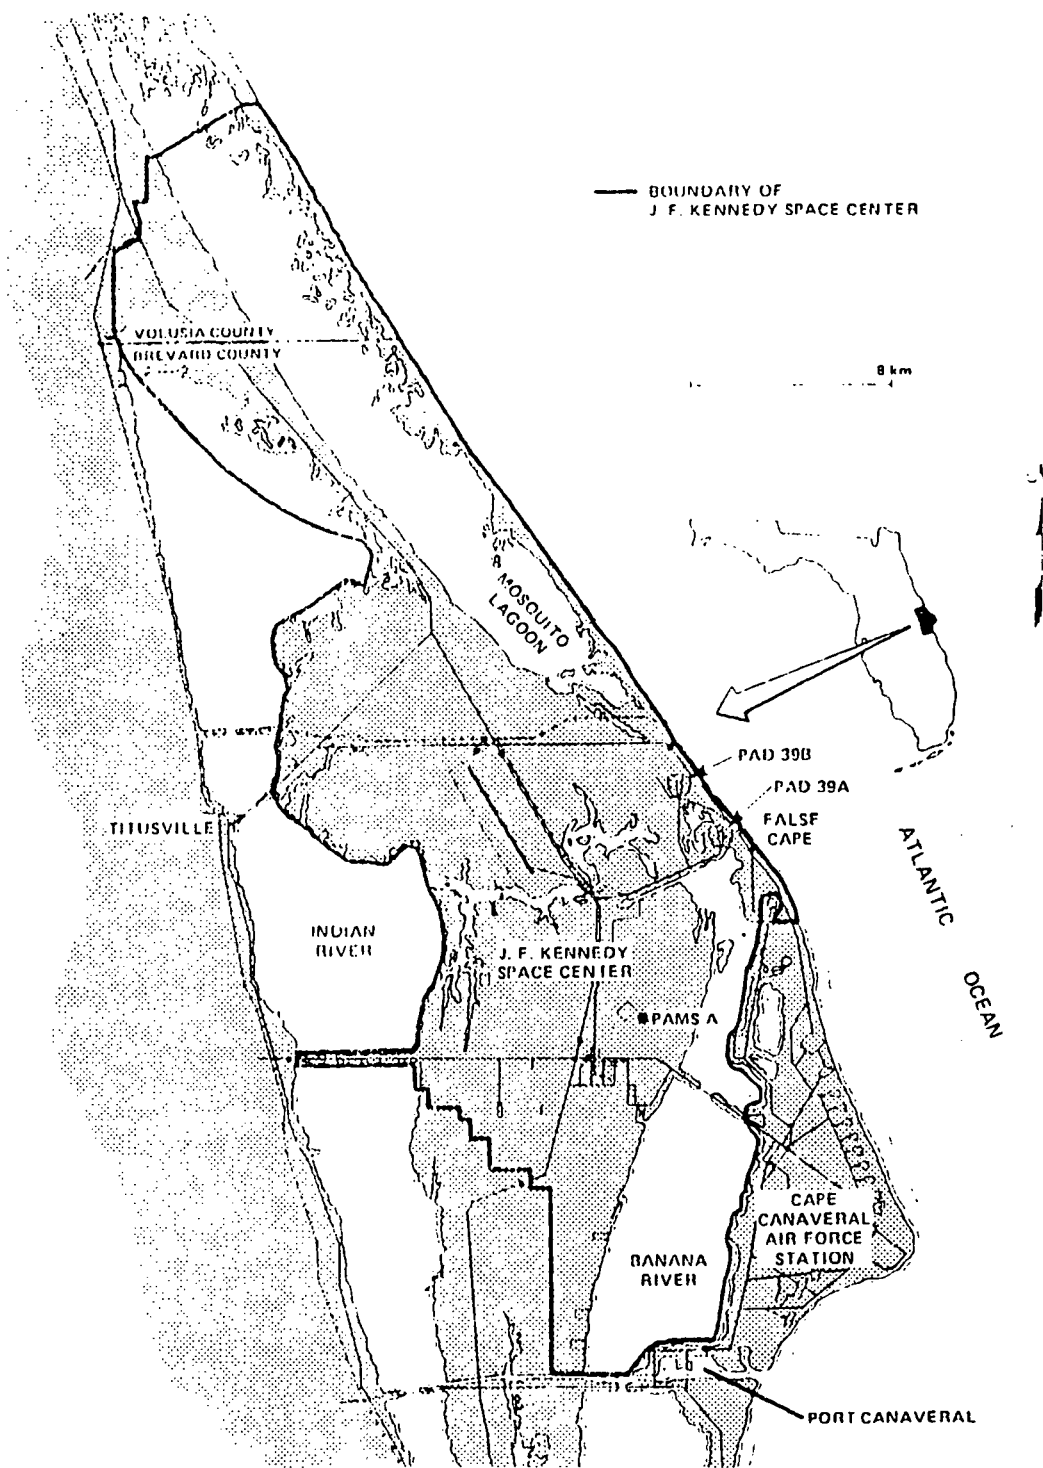 BOUNDARY OF
J. F. KENNEDY SPACE CENTER
VOLUSIA COUNTY
BREVARD COUNTY
8 km
MOSQUITO
LAGOON
PAD 39B
PAD 39A
FALSE
CAPE
TITUSVILLE
ATLANTIC
OCEAN
INDIAN
RIVER
J. F. KENNEDY
SPACE CENTER
PAMS A
CAPE
CANAVERAL
AIR FORCE
STATION
BANANA
RIVER
PORT CANAVERAL